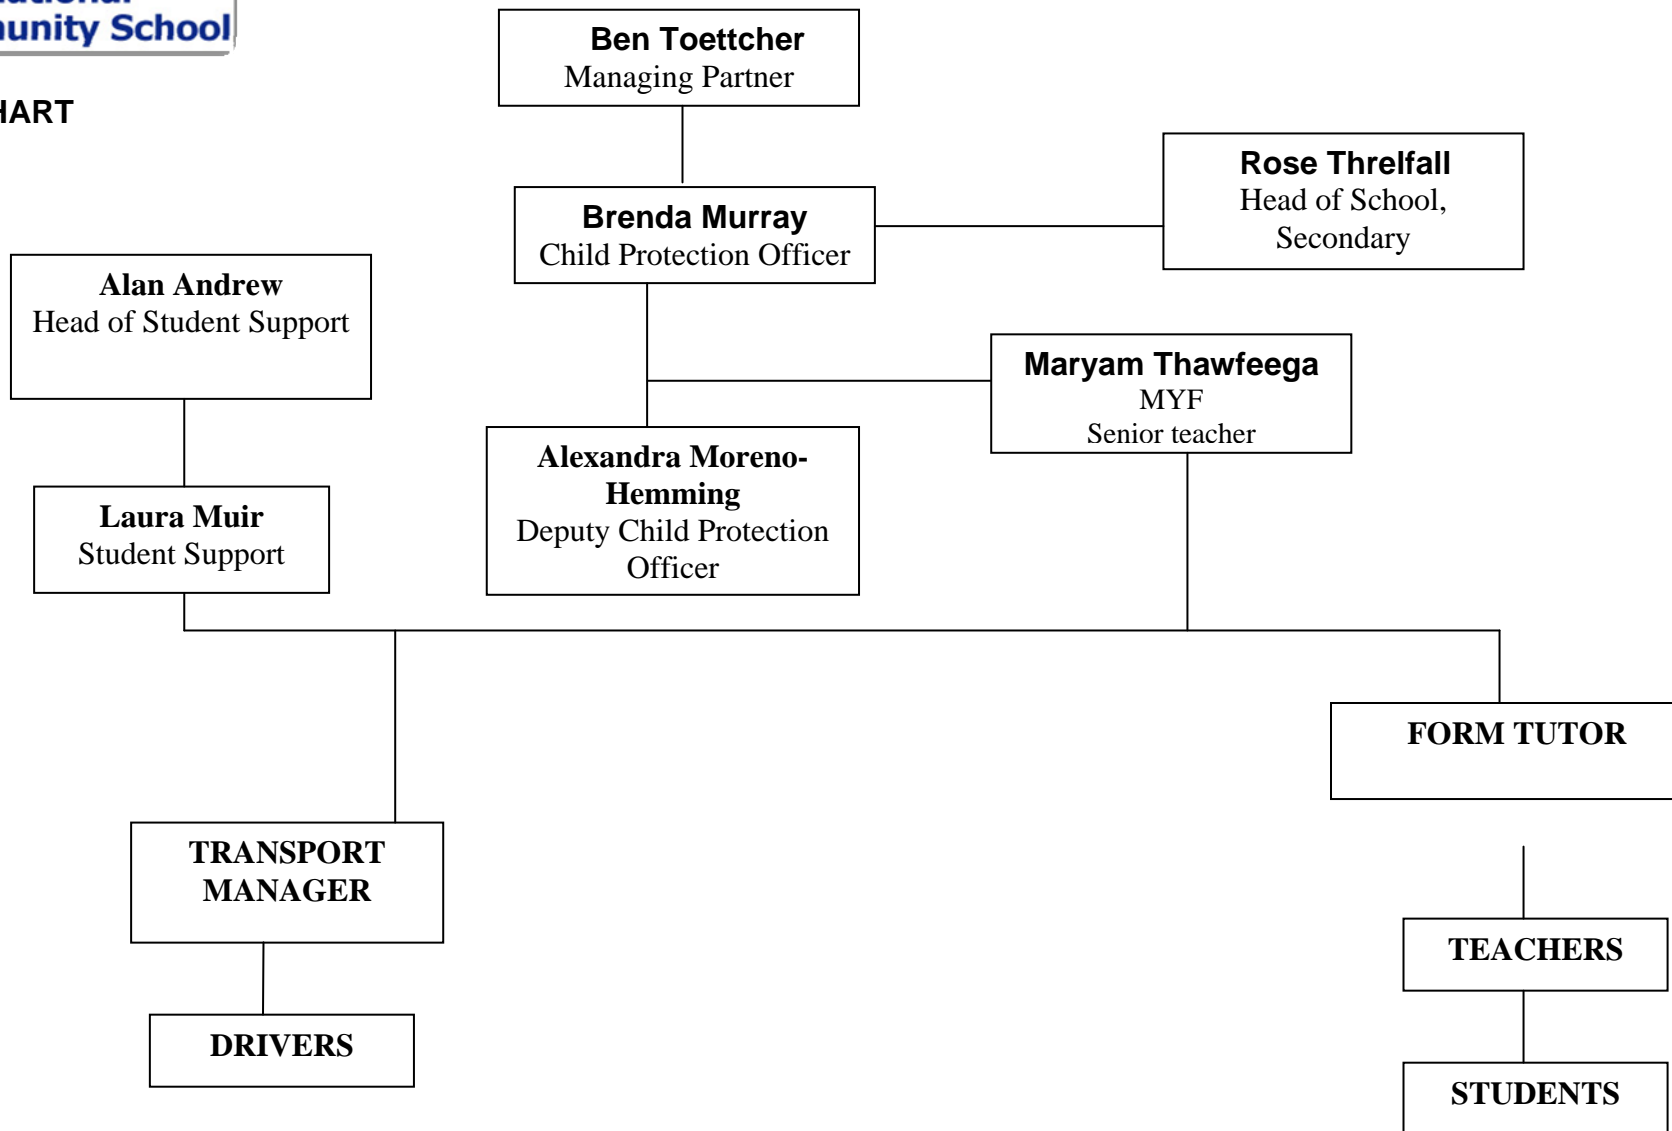 School
Ben Toettcher
Managing Partner
Rose Threlfall
Head of School,
Secondary
Brenda Murray
Child Protection Officer
Alan Andrew
Head of Student Support
Maryam Thawfeega
MYF
Senior teacher
Alexandra Moreno-
Hemming
Deputy Child Protection
Officer
Laura Muir
Student Support
FORM TUTOR
TRANSPORT
MANAGER
TEACHERS
DRIVERS
STUDENTS